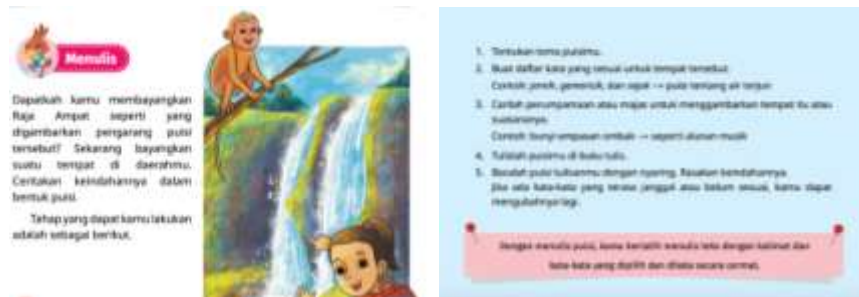 Menulis
Dapatkah kamu membayangkan
Raja Ampat seperti yang
digambarkan pengarang puisi
tersebut? Sekarang bayangkan
suatu tempat di daerahmu.
Ceritakan keindahannya dalam
bentuk puisi.
Tahap yang dapat kamu lakukan
adalah sebagai berikut.
1. Tentukan tema puisimu.
2. Buat daftar kata yang sesuai untuk tempat tersebut.
Contoh: jernih, gemericik, dan sejuk → puisi tentang air terjun
3. Carilah perumpamaan atau majas untuk menggambarkan tempat itu atau
suasananya.
Contoh: bunyi empasan ombak → seperti alunan musik
4. Tulislah puisimu di buku tulis.
5. Bacalah puisi tulisanmu dengan nyaring. Rasakan keindahannya.
Jika ada kata-kata yang terasa janggal atau belum sesuai, kamu dapat
mengubahnya lagi.
Dengan menulis puisi, kamu berlatih menulis teks dengan kalimat dan
kata-kata yang dipilih dan ditata secara cermat.